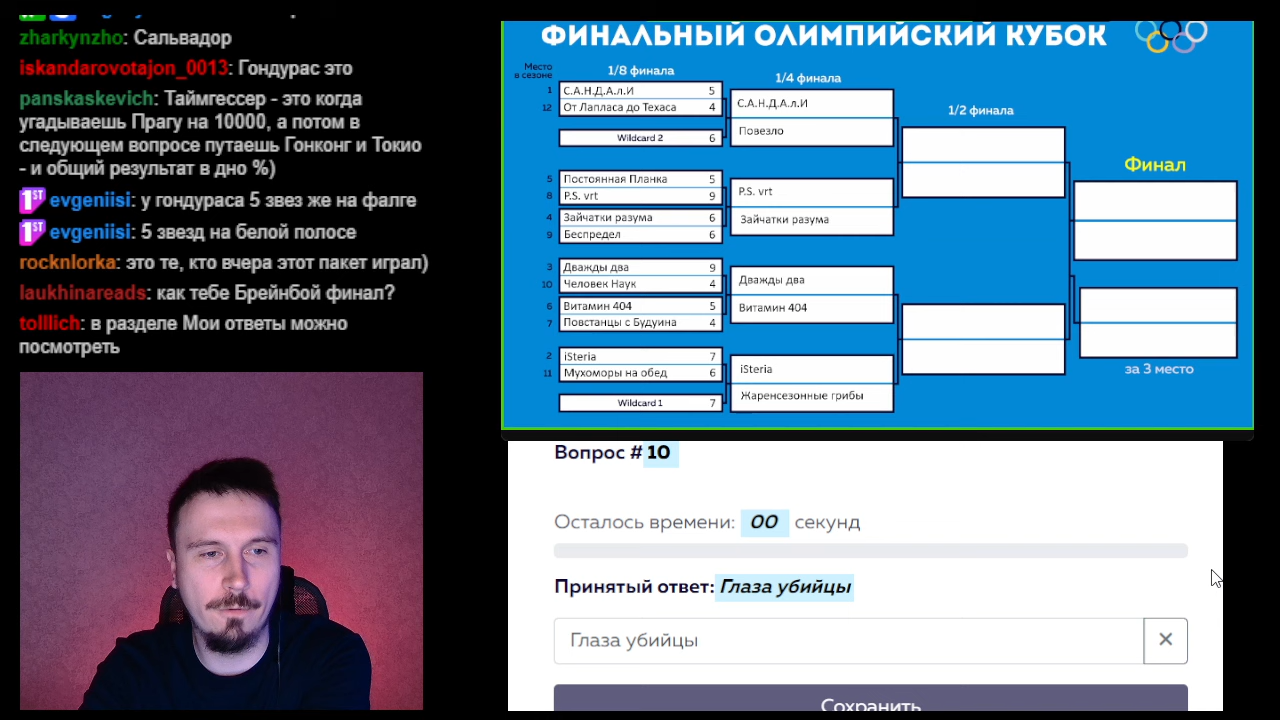 zharkynzho: Сальвадор
iskandarovotajon_0013: Гондурас это
panskaskevich: Таймгессер - это когда
угадываешь Прагу на 10000, а потом в
следующем вопросе путаешь Гонконг и Токио
- и общий результат в дно %)
1ST evgeniisi: у гондураса 5 звез же на фалге
1ST evgeniisi: 5 звезд на белой полосе
rocknlorka: это те, кто вчера этот пакет играл)
laukhinareads: как тебе Брейнбой финал?
tolllich: в разделе Мои ответы можно
посмотреть
ФИНАЛЬНЫЙ ОЛИМПИЙСКИЙ КУБОК
Место
в сезоне
1/8 финала
1 С.А.Н.Д.А.л.И 5
12 От Лапласа до Техаса 4
Wildcard 2 6
5 Постоянная Планка 5
8 P.S. vrt 9
4 Зайчатки разума 6
9 Беспредел 6
3 Дважды два 9
10 Человек Наук 4
6 Витамин 404 5
7 Повстанцы с Будуина 4
2 iSteria 7
11 Мухоморы на обед 6
Wildcard 1 7
1/4 финала
С.А.Н.Д.А.л.И
Повезло
P.S. vrt
Зайчатки разума
Дважды два
Витамин 404
iSteria
Жаренсезонные грибы
1/2 финала
Финал
за 3 место
Вопрос # 10
Осталось времени: 00 секунд
Принятый ответ: Глаза убийцы
Глаза убийцы
Сохранить